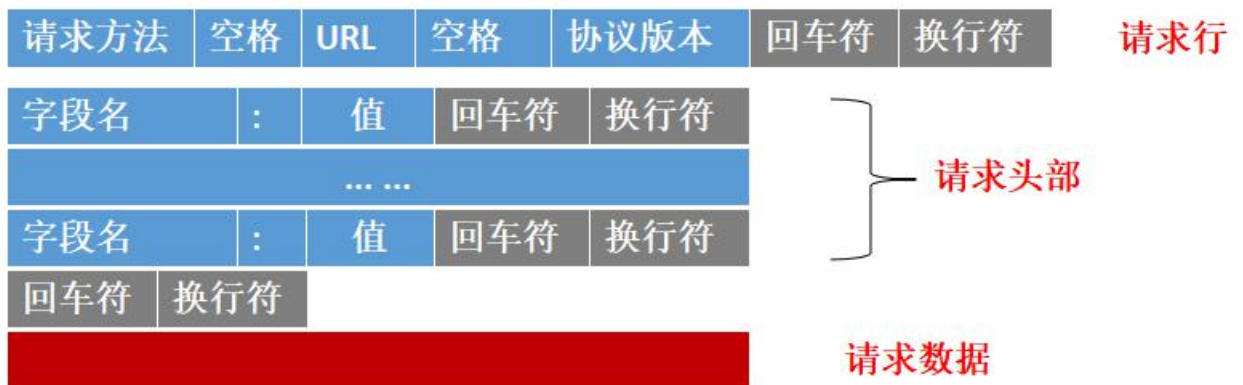 请求方法 空格 URL 空格 协议版本 回车符 换行符 请求行
字段名 : 值 回车符 换行符
... ... 请求头部
字段名 : 值 回车符 换行符
回车符 换行符
请求数据